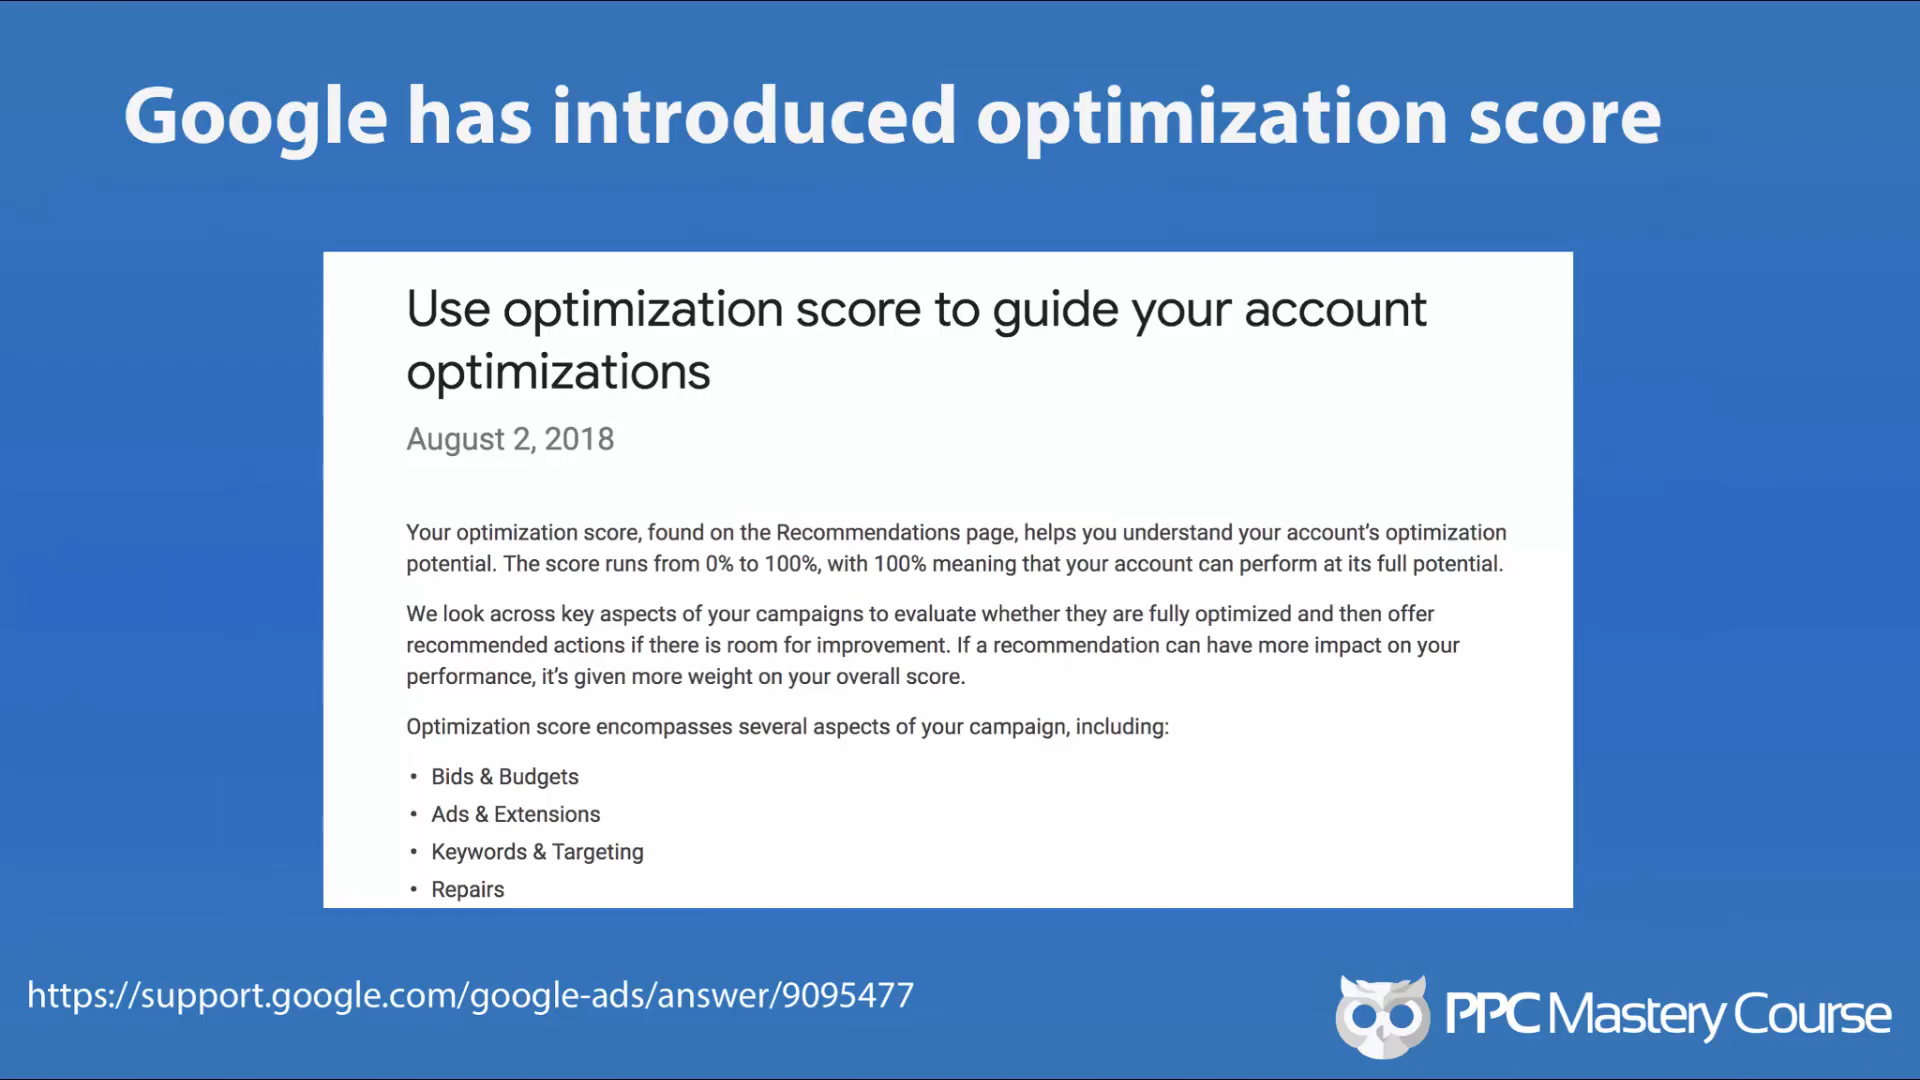 Google has introduced optimization score
Use optimization score to guide your account
optimizations
August 2, 2018
Your optimization score, found on the Recommendations page, helps you understand your account’s optimization
potential. The score runs from 0% to 100%, with 100% meaning that your account can perform at its full potential.
We look across key aspects of your campaigns to evaluate whether they are fully optimized and then offer
recommended actions if there is room for improvement. If a recommendation can have more impact on your
performance, it’s given more weight on your overall score.
Optimization score encompasses several aspects of your campaign, including:
• Bids & Budgets
• Ads & Extensions
• Keywords & Targeting
• Repairs
https://support.google.com/google-ads/answer/9095477
PPC Mastery Course